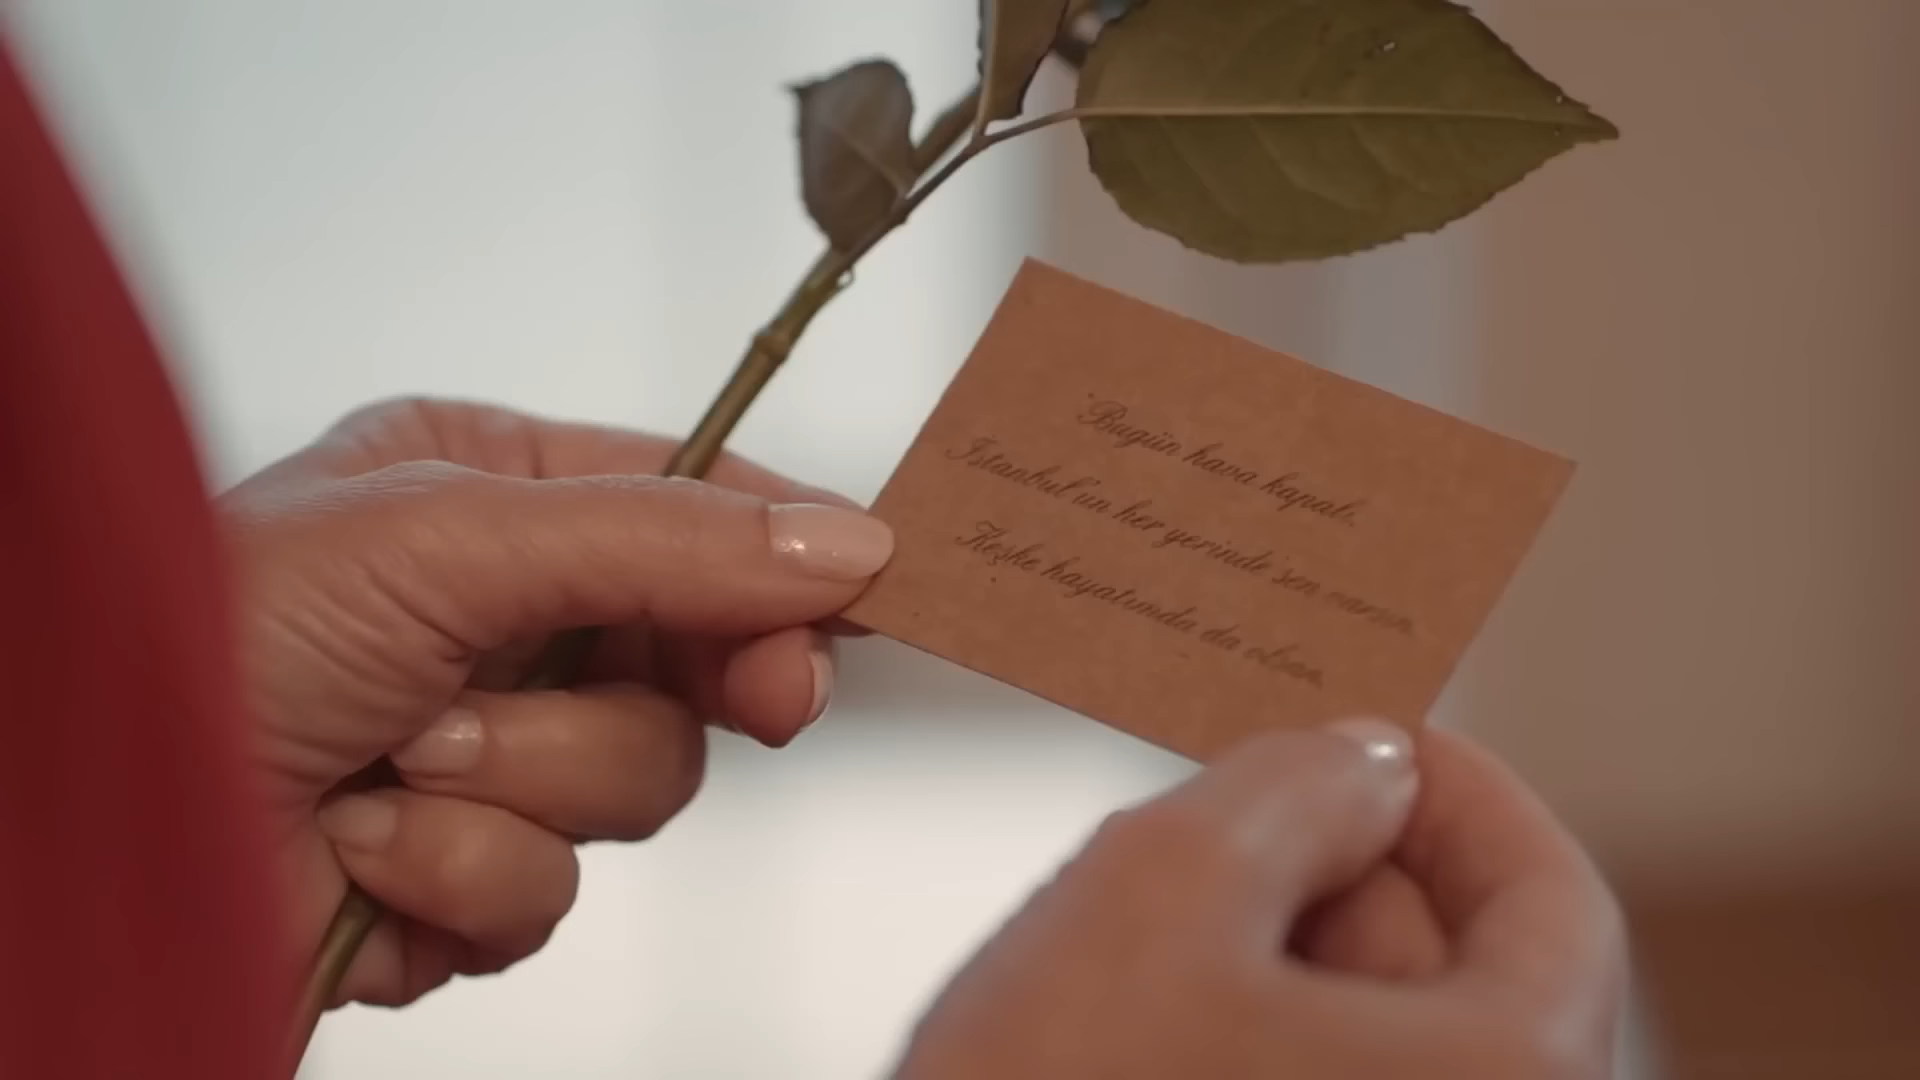 Bugün hava kapalı.
İstanbul'un her yerinde sen varsın.
Keşke hayatımda da olsan.